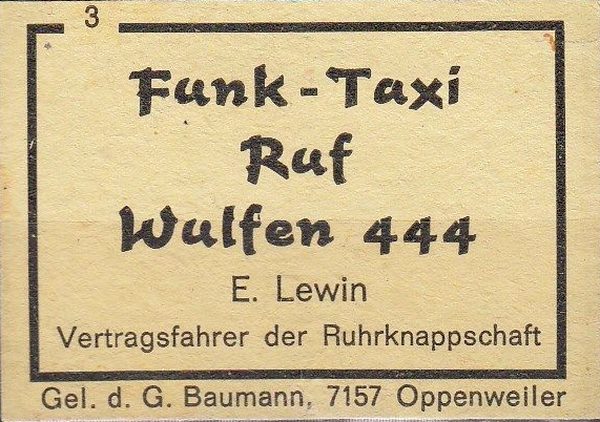 3
Funk-Taxi
Ruf
Wulfen 444
E. Lewin
Vertragsfahrer der Ruhrknappschaft
Gel. d. G. Baumann, 7157 Oppenweiler